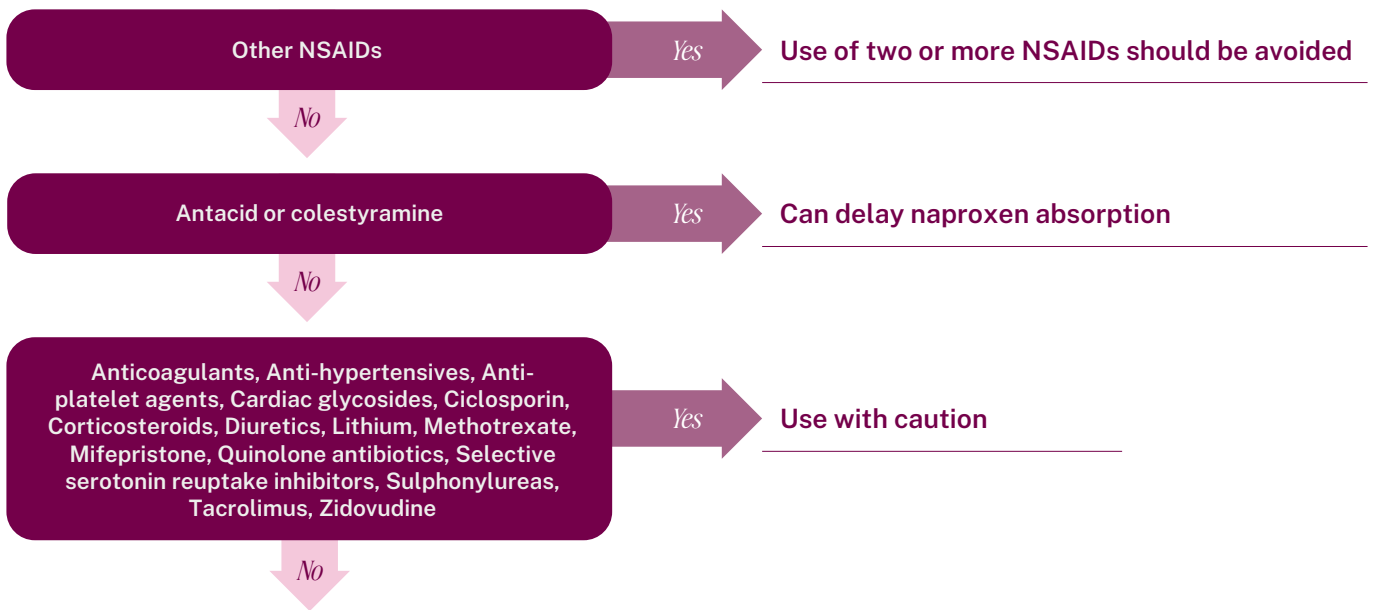 Other NSAIDs
Yes
Use of two or more NSAIDs should be avoided
No
Antacid or colestyramine
Yes
Can delay naproxen absorption
No
Anticoagulants, Anti-hypertensives, Anti-
platelet agents, Cardiac glycosides, Ciclosporin,
Corticosteroids, Diuretics, Lithium, Methotrexate,
Mifepristone, Quinolone antibiotics, Selective
serotonin reuptake inhibitors, Sulphonylureas,
Tacrolimus, Zidovudine
Yes
Use with caution
No